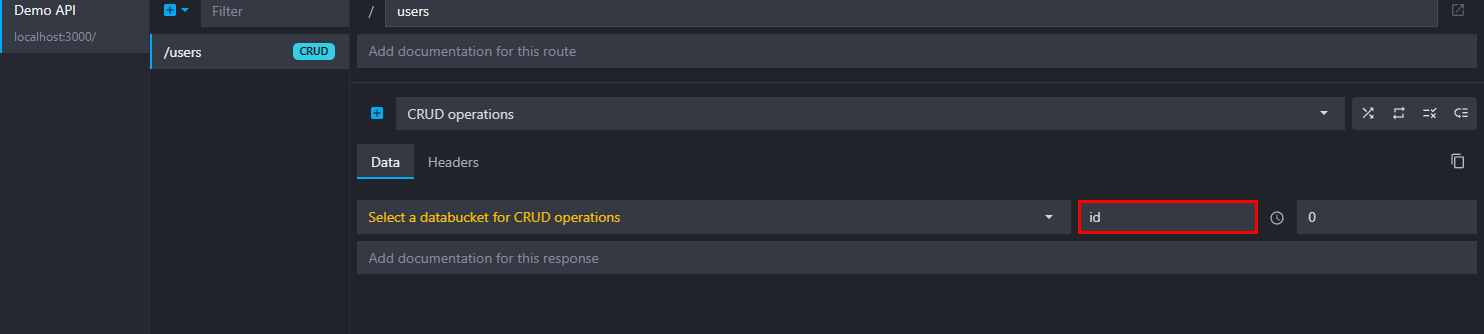 Demo API
localhost:3000/
Filter
/users CRUD
/ users
Add documentation for this route
CRUD operations
Data Headers
Select a databucket for CRUD operations id 0
Add documentation for this response